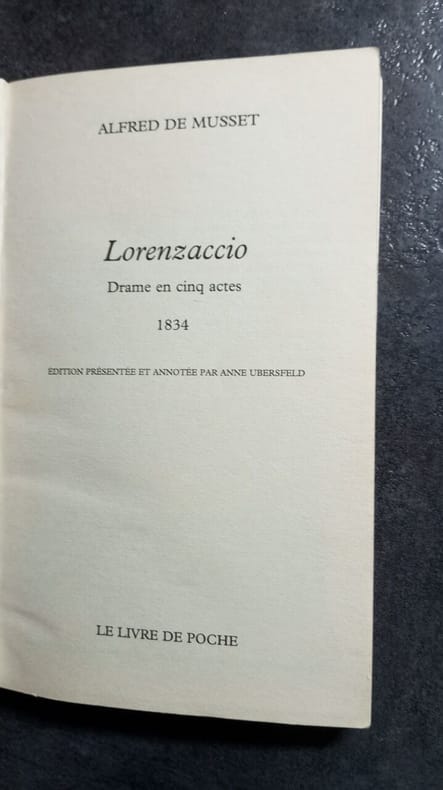 ALFRED DE MUSSET
Lorenzaccio
Drame en cinq actes
1834
ÉDITION PRÉSENTÉE ET ANNOTÉE PAR ANNE UBERSFELD
LE LIVRE DE POCHE